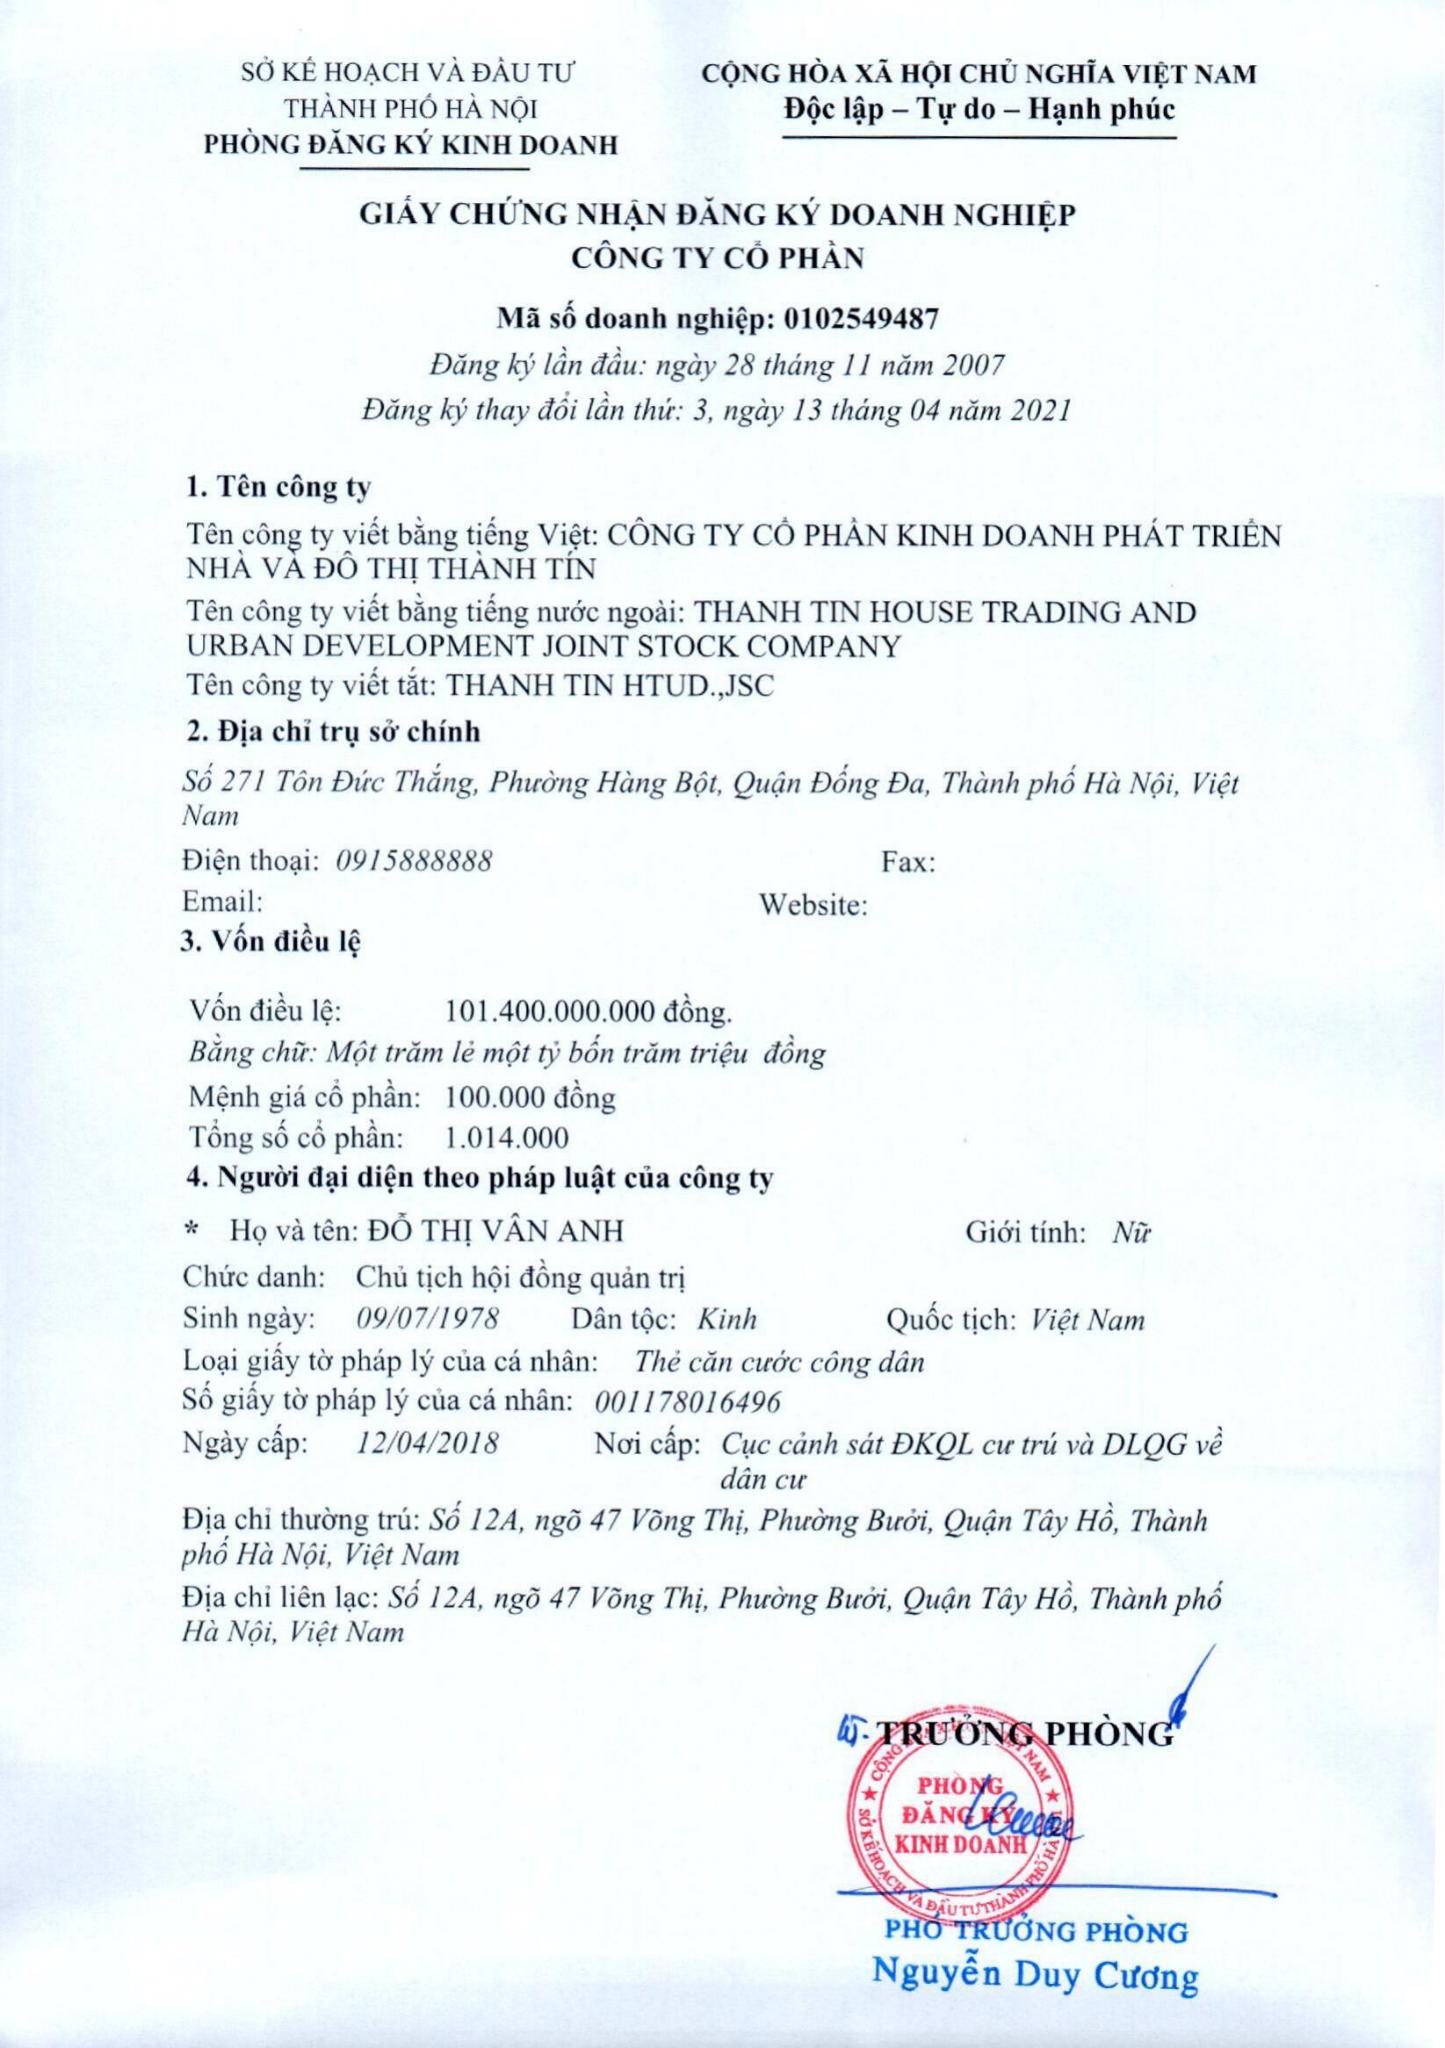 SỞ KẾ HOẠCH VÀ ĐẦU TƯ
THÀNH PHỐ HÀ NỘI
PHÒNG ĐĂNG KÝ KINH DOANH
CỘNG HÒA XÃ HỘI CHỦ NGHĨA VIỆT NAM
Độc lập – Tự do – Hạnh phúc
GIẤY CHỨNG NHẬN ĐĂNG KÝ DOANH NGHIỆP
CÔNG TY CỔ PHẦN
Mã số doanh nghiệp: 0102549487
Đăng ký lần đầu: ngày 28 tháng 11 năm 2007
Đăng ký thay đổi lần thứ: 3, ngày 13 tháng 04 năm 2021
1. Tên công ty
Tên công ty viết bằng tiếng Việt: CÔNG TY CỔ PHẦN KINH DOANH PHÁT TRIỂN
NHÀ VÀ ĐÔ THỊ THÀNH TÍN
Tên công ty viết bằng tiếng nước ngoài: THANH TIN HOUSE TRADING AND
URBAN DEVELOPMENT JOINT STOCK COMPANY
Tên công ty viết tắt: THANH TIN HTUD.,JSC
2. Địa chỉ trụ sở chính
Số 271 Tôn Đức Thắng, Phường Hàng Bột, Quận Đống Đa, Thành phố Hà Nội, Việt
Nam
Điện thoại: 0915888888 Fax:
Email: Website:
3. Vốn điều lệ
Vốn điều lệ: 101.400.000.000 đồng.
Bằng chữ: Một trăm lẻ một tỷ bốn trăm triệu đồng
Mệnh giá cổ phần: 100.000 đồng
Tổng số cổ phần: 1.014.000
4. Người đại diện theo pháp luật của công ty
* Họ và tên: ĐỖ THỊ VÂN ANH Giới tính: Nữ
Chức danh: Chủ tịch hội đồng quản trị
Sinh ngày: 09/07/1978 Dân tộc: Kinh Quốc tịch: Việt Nam
Loại giấy tờ pháp lý của cá nhân: Thẻ căn cước công dân
Số giấy tờ pháp lý của cá nhân: 001178016496
Ngày cấp: 12/04/2018 Nơi cấp: Cục cảnh sát ĐKQL cư trú và DLQG về
dân cư
Địa chỉ thường trú: Số 12A, ngõ 47 Võng Thị, Phường Bưởi, Quận Tây Hồ, Thành
phố Hà Nội, Việt Nam
Địa chỉ liên lạc: Số 12A, ngõ 47 Võng Thị, Phường Bưởi, Quận Tây Hồ, Thành phố
Hà Nội, Việt Nam
TRƯỞNG PHÒNG
CỘNG HÒA X.H.C.N VIỆT NAM
PHÒNG
ĐĂNG KÝ
KINH DOANH
SỞ KẾ HOẠCH VÀ ĐẦU TƯ THÀNH PHỐ HÀ NỘI
PHÓ TRƯỞNG PHÒNG
Nguyễn Duy Cương